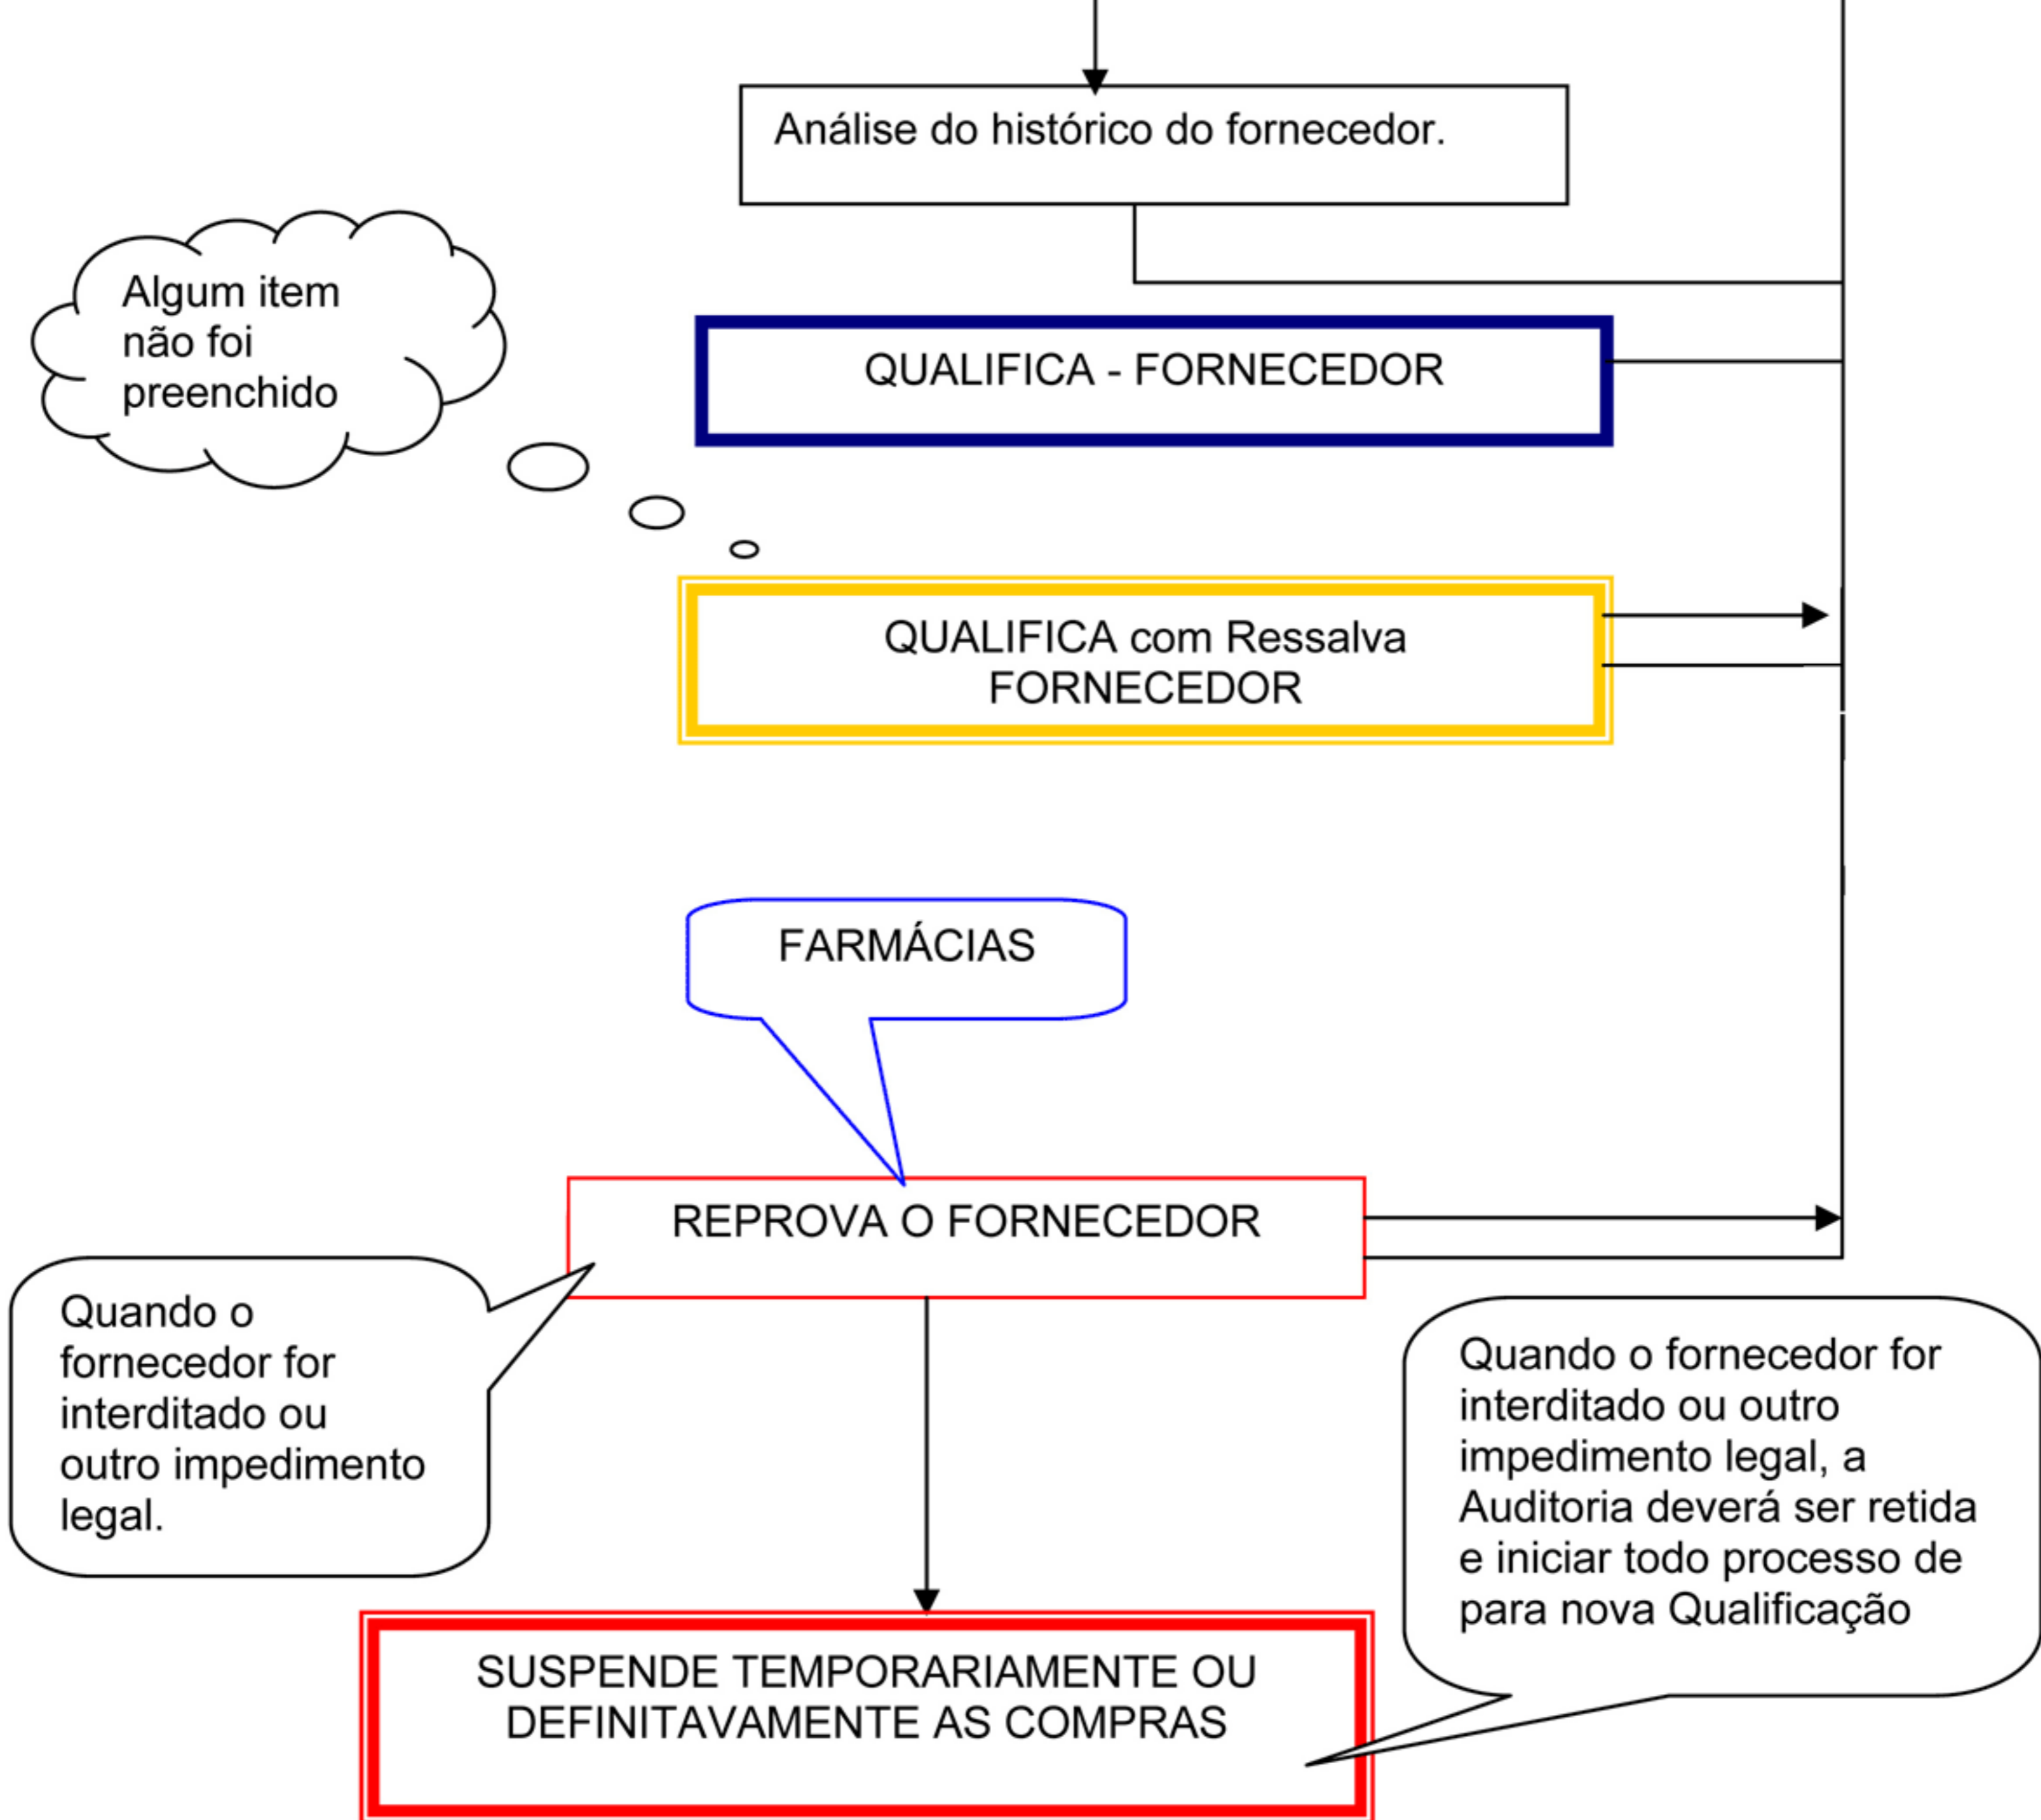 Análise do histórico do fornecedor.
Algum item
não foi
preenchido
QUALIFICA - FORNECEDOR
QUALIFICA com Ressalva
FORNECEDOR
FARMÁCIAS
REPROVA O FORNECEDOR
Quando o
fornecedor for
interditado ou
outro impedimento
legal.
Quando o fornecedor for
interditado ou outro
impedimento legal, a
Auditoria deverá ser retida
e iniciar todo processo de
para nova Qualificação
SUSPENDE TEMPORARIAMENTE OU
DEFINITAVAMENTE AS COMPRAS